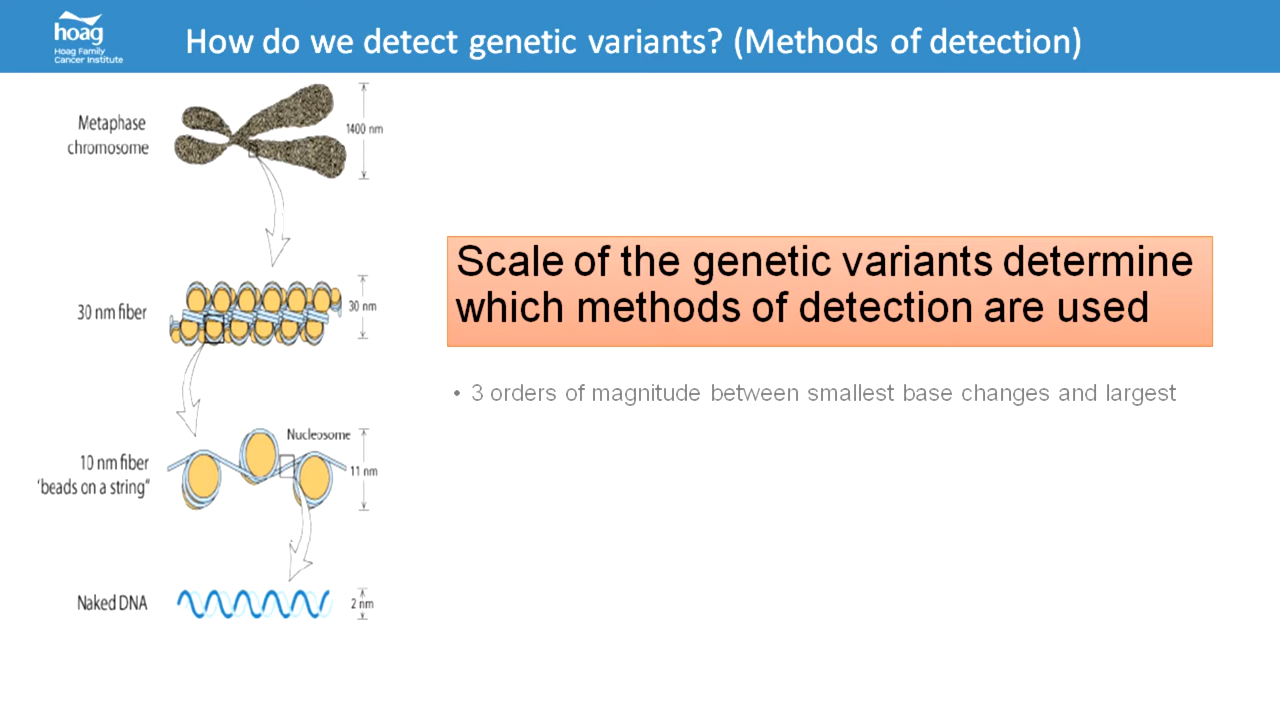 hoag
Hoag Family
Cancer Institute
How do we detect genetic variants? (Methods of detection)
Metaphase
chromosome
1400 nm
30 nm fiber
30 nm
Nucleosome
10 nm fiber
'beads on a string"
11 nm
Naked DNA
2 nm
Scale of the genetic variants determine
which methods of detection are used
• 3 orders of magnitude between smallest base changes and largest